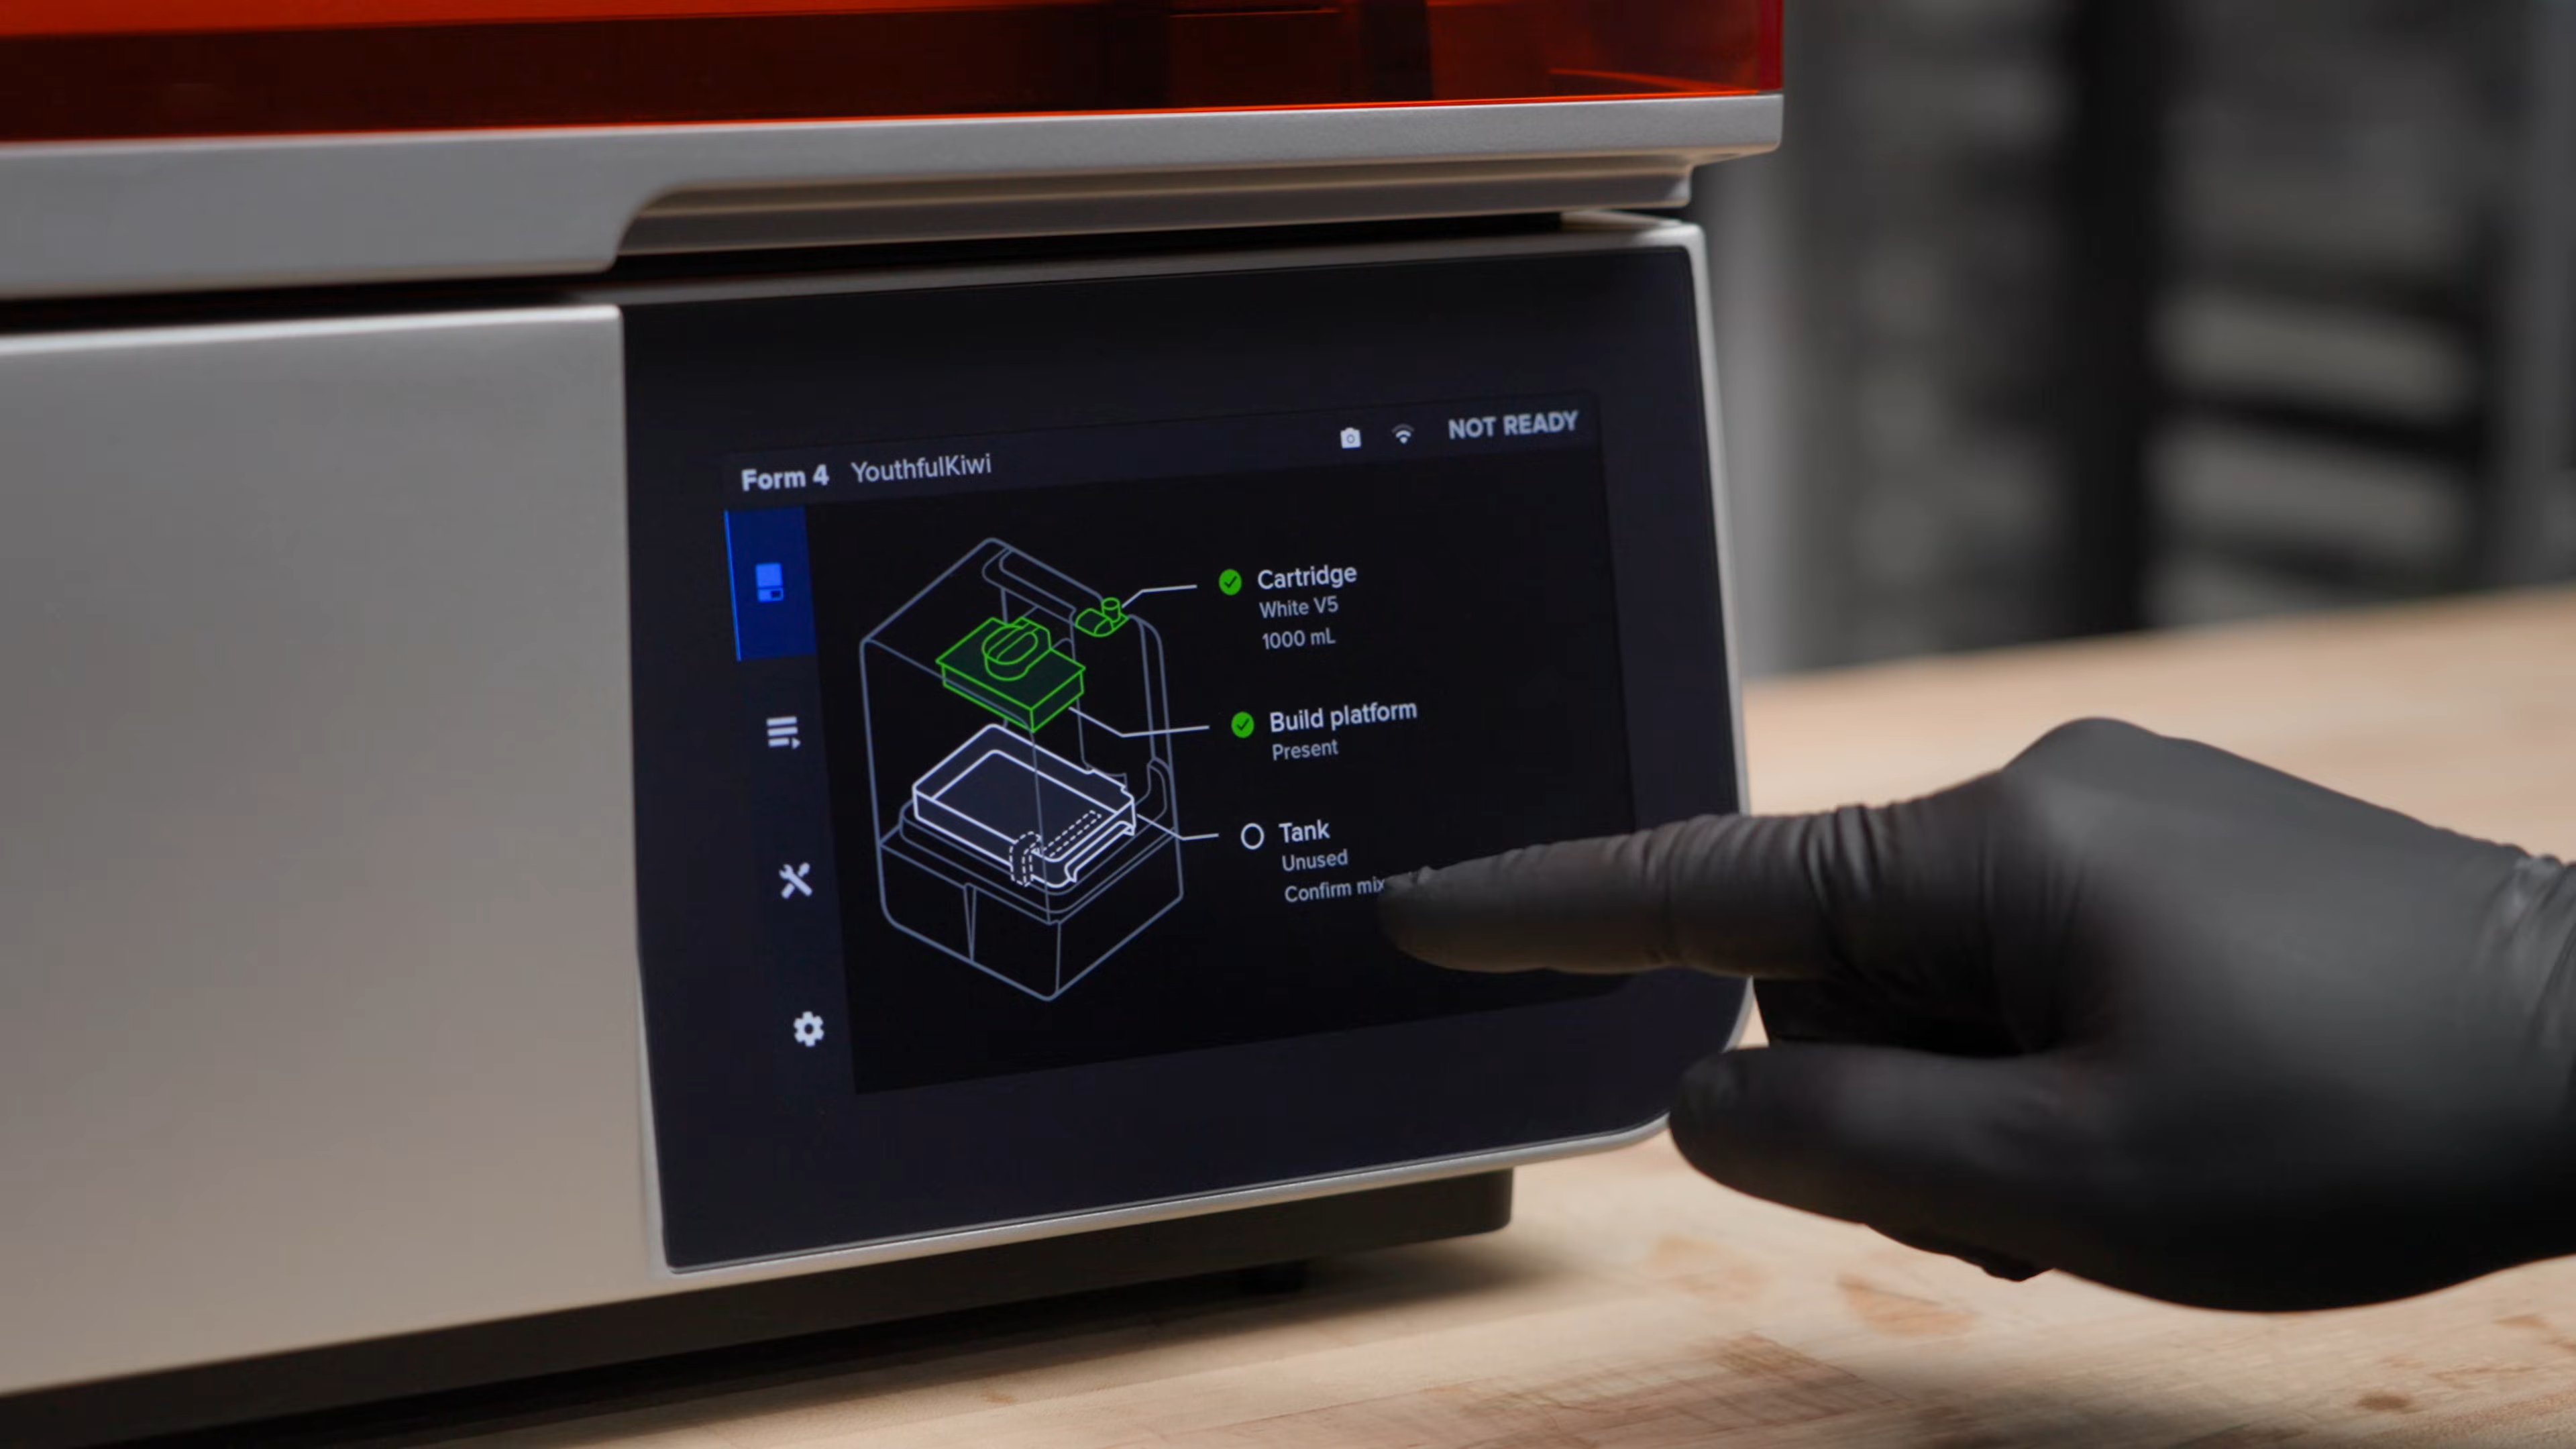 Form 4 YouthfulKiwi NOT READY
Cartridge
White V5
1000 mL
Build platform
Present
Tank
Unused
Confirm